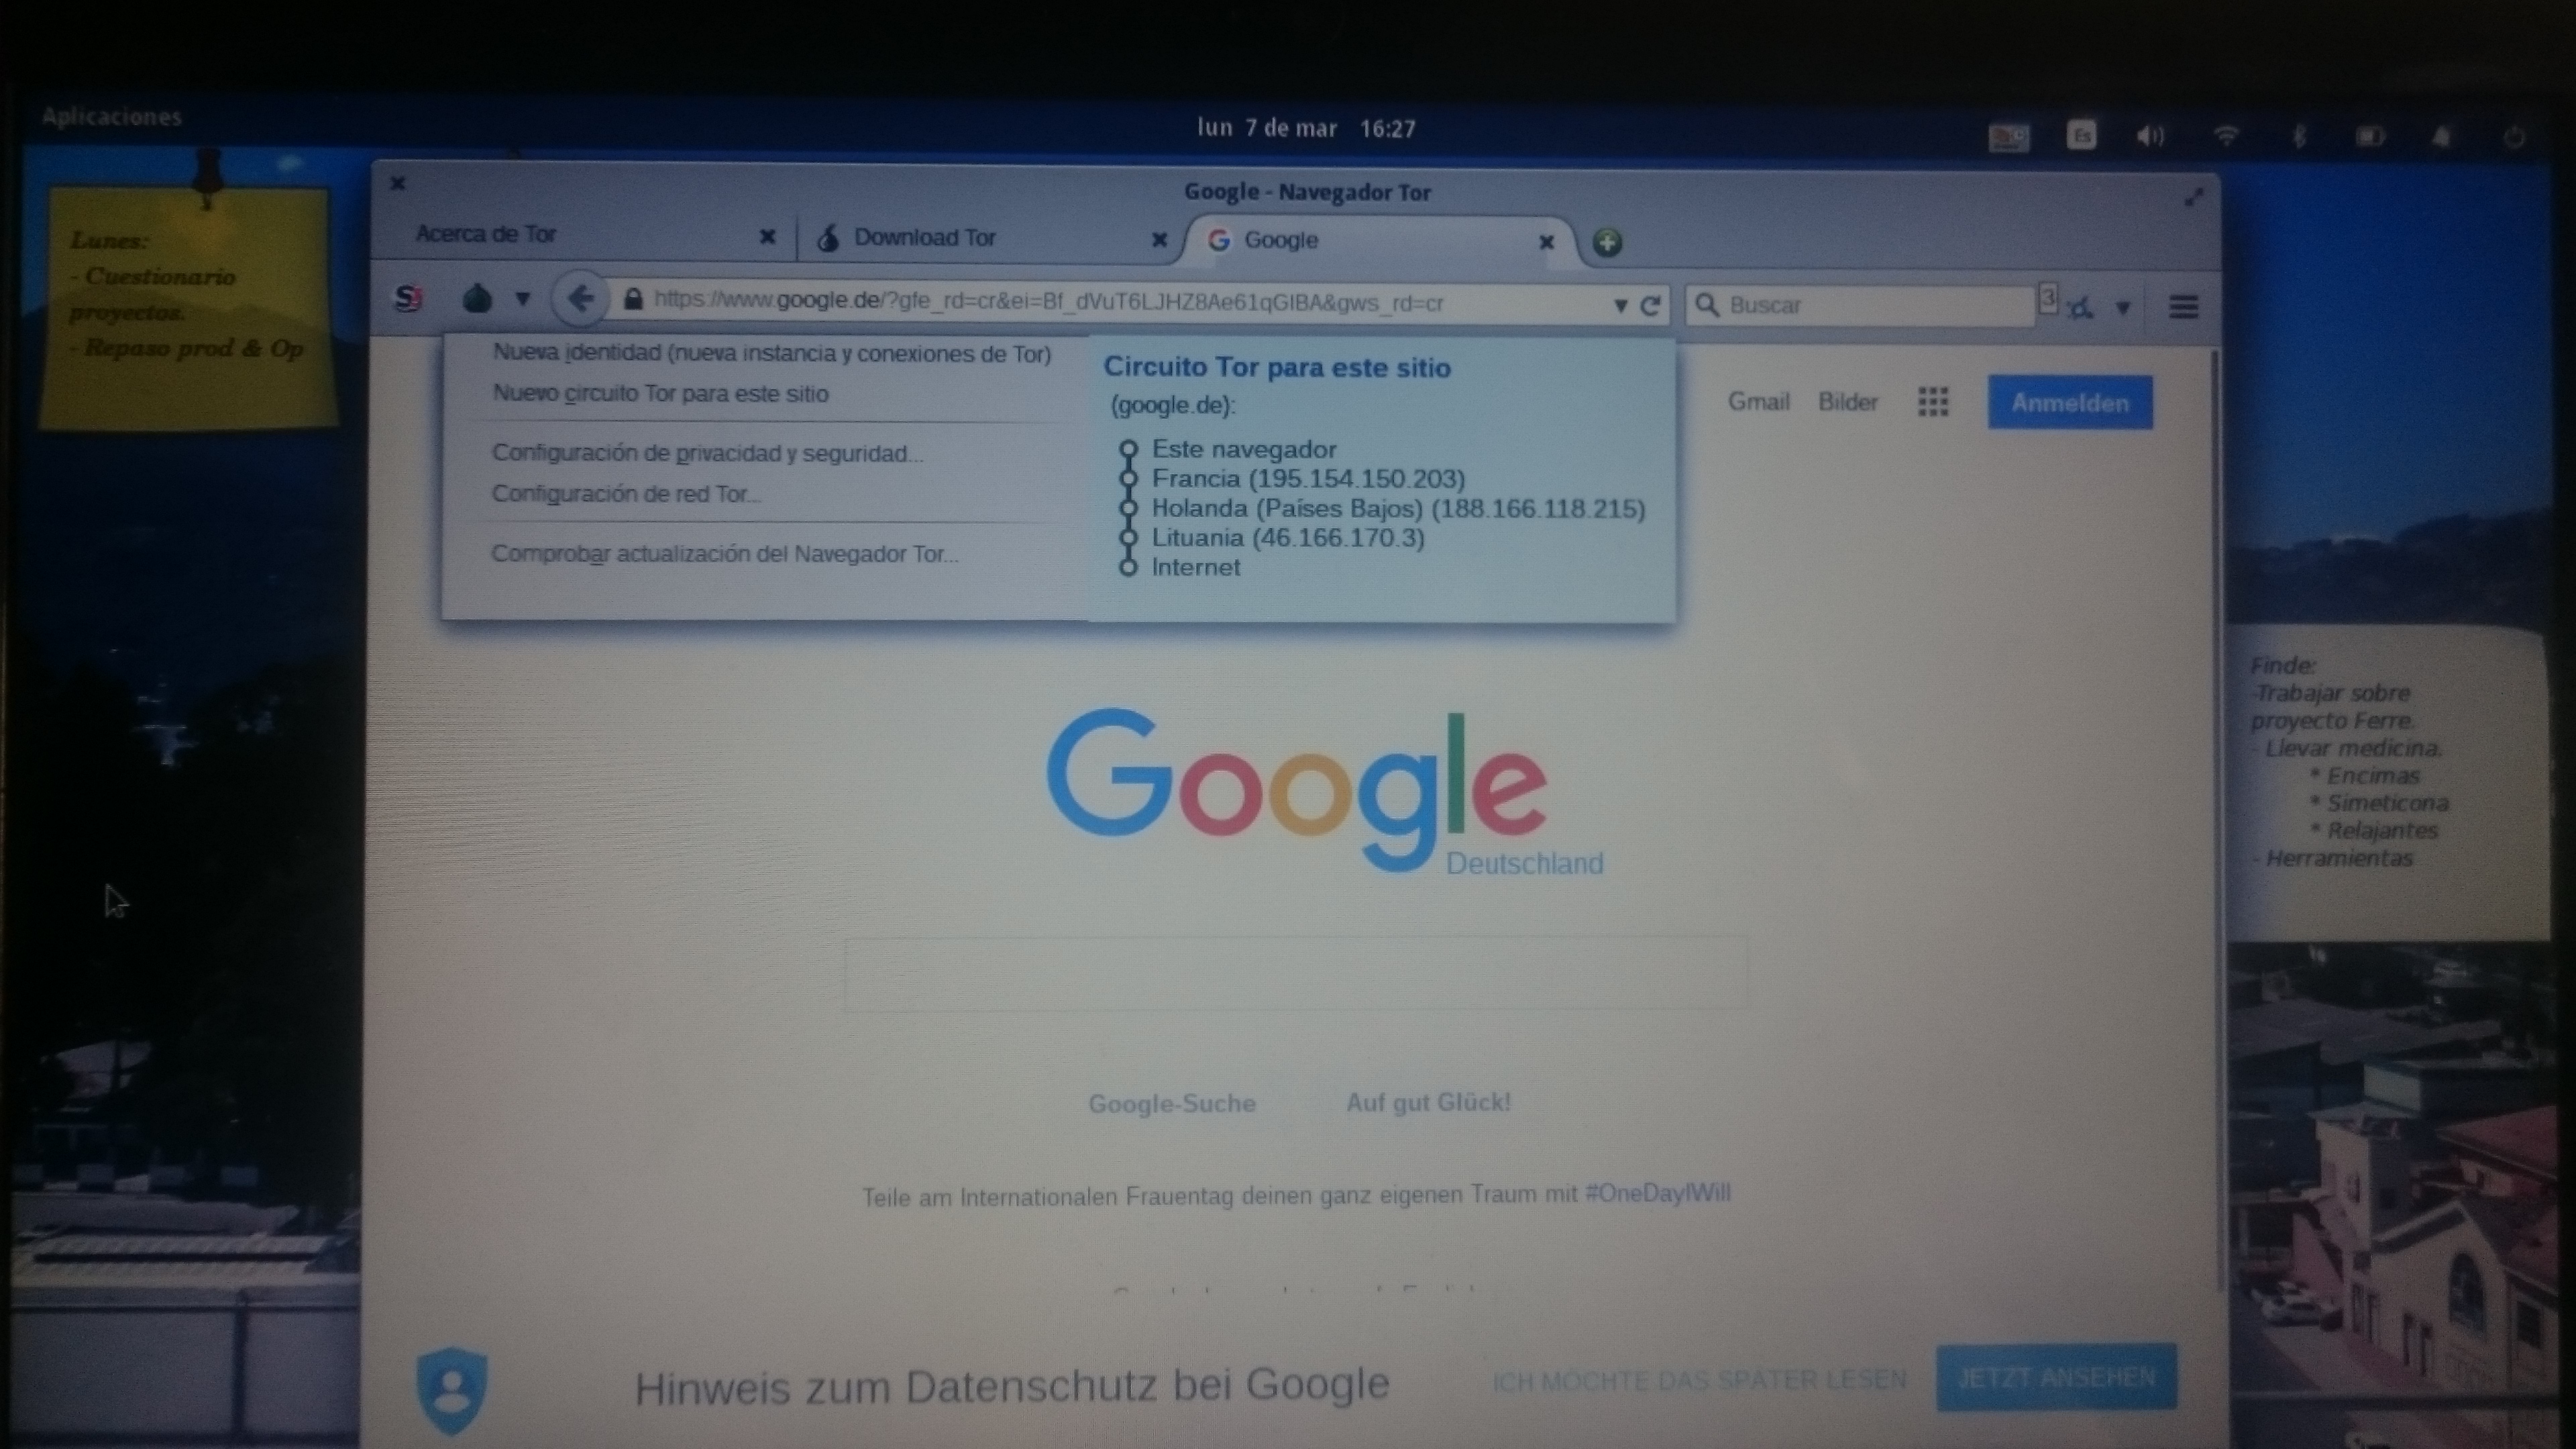 Aplicaciones
lun 7 de mar 16:27
Es
Lunes:
- Cuestionario
proyectos.
- Repaso prod & Op
Google - Navegador Tor
Acerca de Tor
Download Tor
Google
https://www.google.de/?gfe_rd=cr&ei=Bf_dVuT6LJHZ8Ae61qGIBA&gws_rd=cr
Buscar
3
Nueva identidad (nueva instancia y conexiones de Tor)
Nuevo circuito Tor para este sitio
Configuración de privacidad y seguridad...
Configuración de red Tor...
Comprobar actualización del Navegador Tor...
Circuito Tor para este sitio
(google.de):
Este navegador
Francia (195.154.150.203)
Holanda (Países Bajos) (188.166.118.215)
Lituania (46.166.170.3)
Internet
Gmail Bilder
Anmelden
Finde:
-Trabajar sobre
proyecto Ferre.
- Llevar medicina.
* Encimas
* Simeticona
* Relajantes
- Herramientas
Google
Deutschland
Google-Suche Auf gut Glück!
Teile am Internationalen Frauentag deinen ganz eigenen Traum mit #OneDayIWill
Hinweis zum Datenschutz bei Google
ICH MÖCHTE DAS SPÄTER LESEN
JETZT ANSEHEN